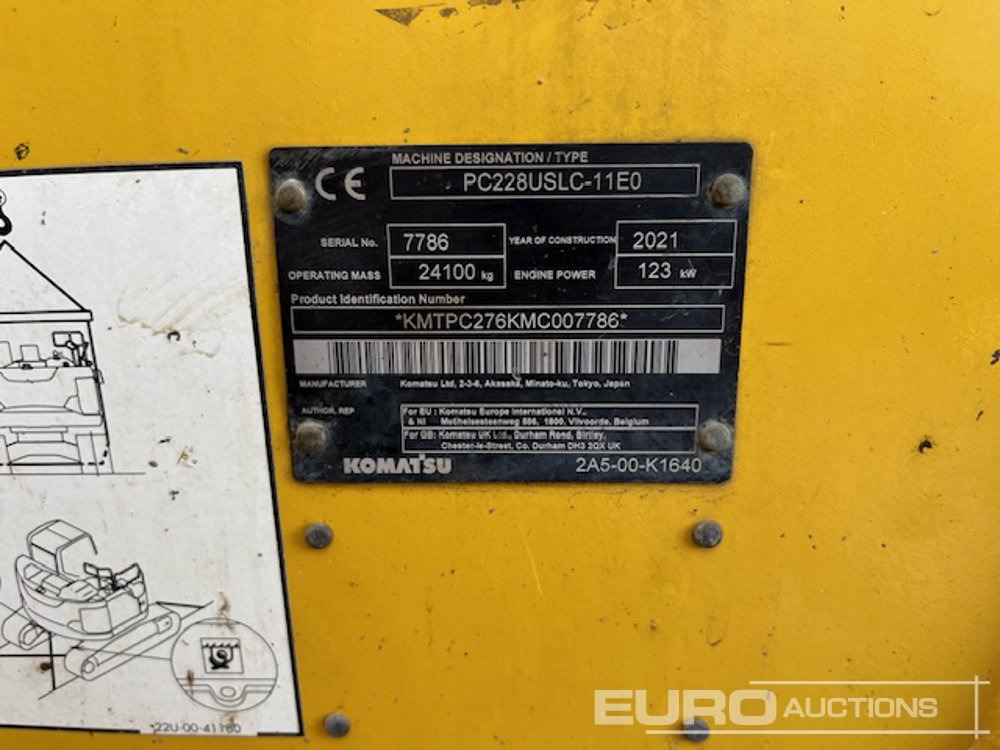 MACHINE DESIGNATION / TYPE
CE
PC228USLC-11E0
SERIAL No.
7786
YEAR OF CONSTRUCTION
2021
OPERATING MASS
24100 kg
ENGINE POWER
123 kW
Product Identification Number
*KMTPC276KMC007786*
MANUFACTURER
Komatsu Ltd, 2-3-6, Akasaka, Minato-ku, Tokyo, Japan
AUTHOR. REP
For EU : Komatsu Europe International N.V.,
& NI Mechelsesteenweg 586, 1800, Vilvoorde, Belgium
For GB: Komatsu UK Ltd., Durham Road, Birtley,
Chester-le-Street, Co. Durham DH3 2QX UK
KOMATSU
2A5-00-K1640
*22U-00-41180
EURO AUCTIONS